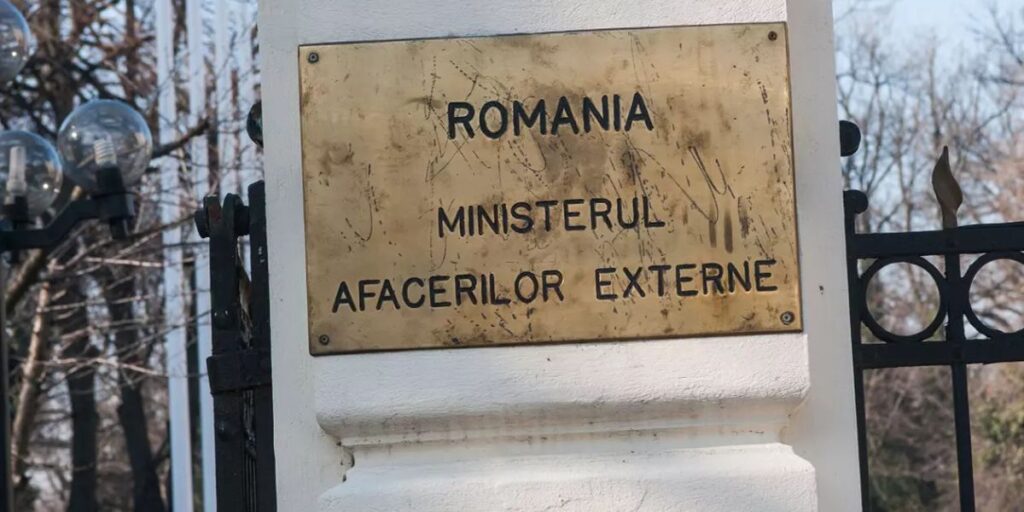 ROMANIA
MINISTERUL
AFACERILOR EXTERNE